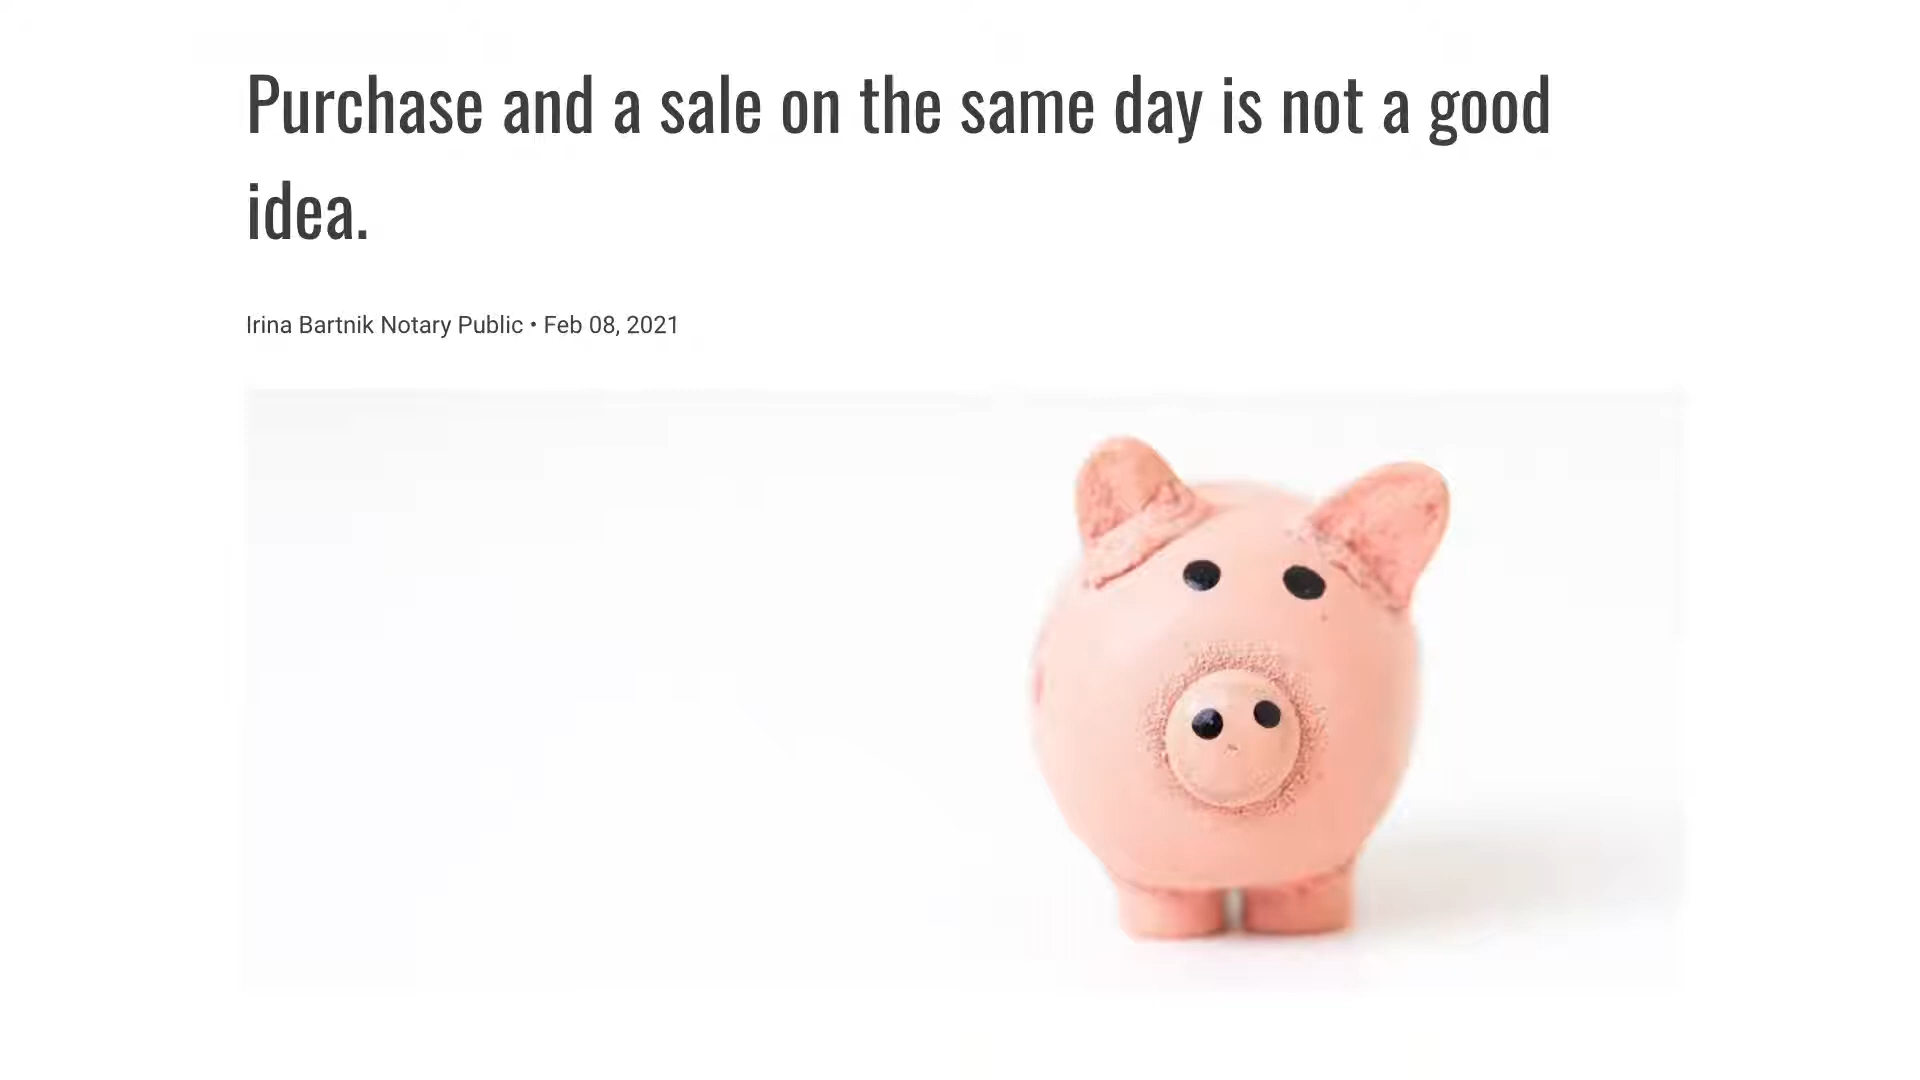 Purchase and a sale on the same day is not a good
idea.
Irina Bartnik Notary Public • Feb 08, 2021